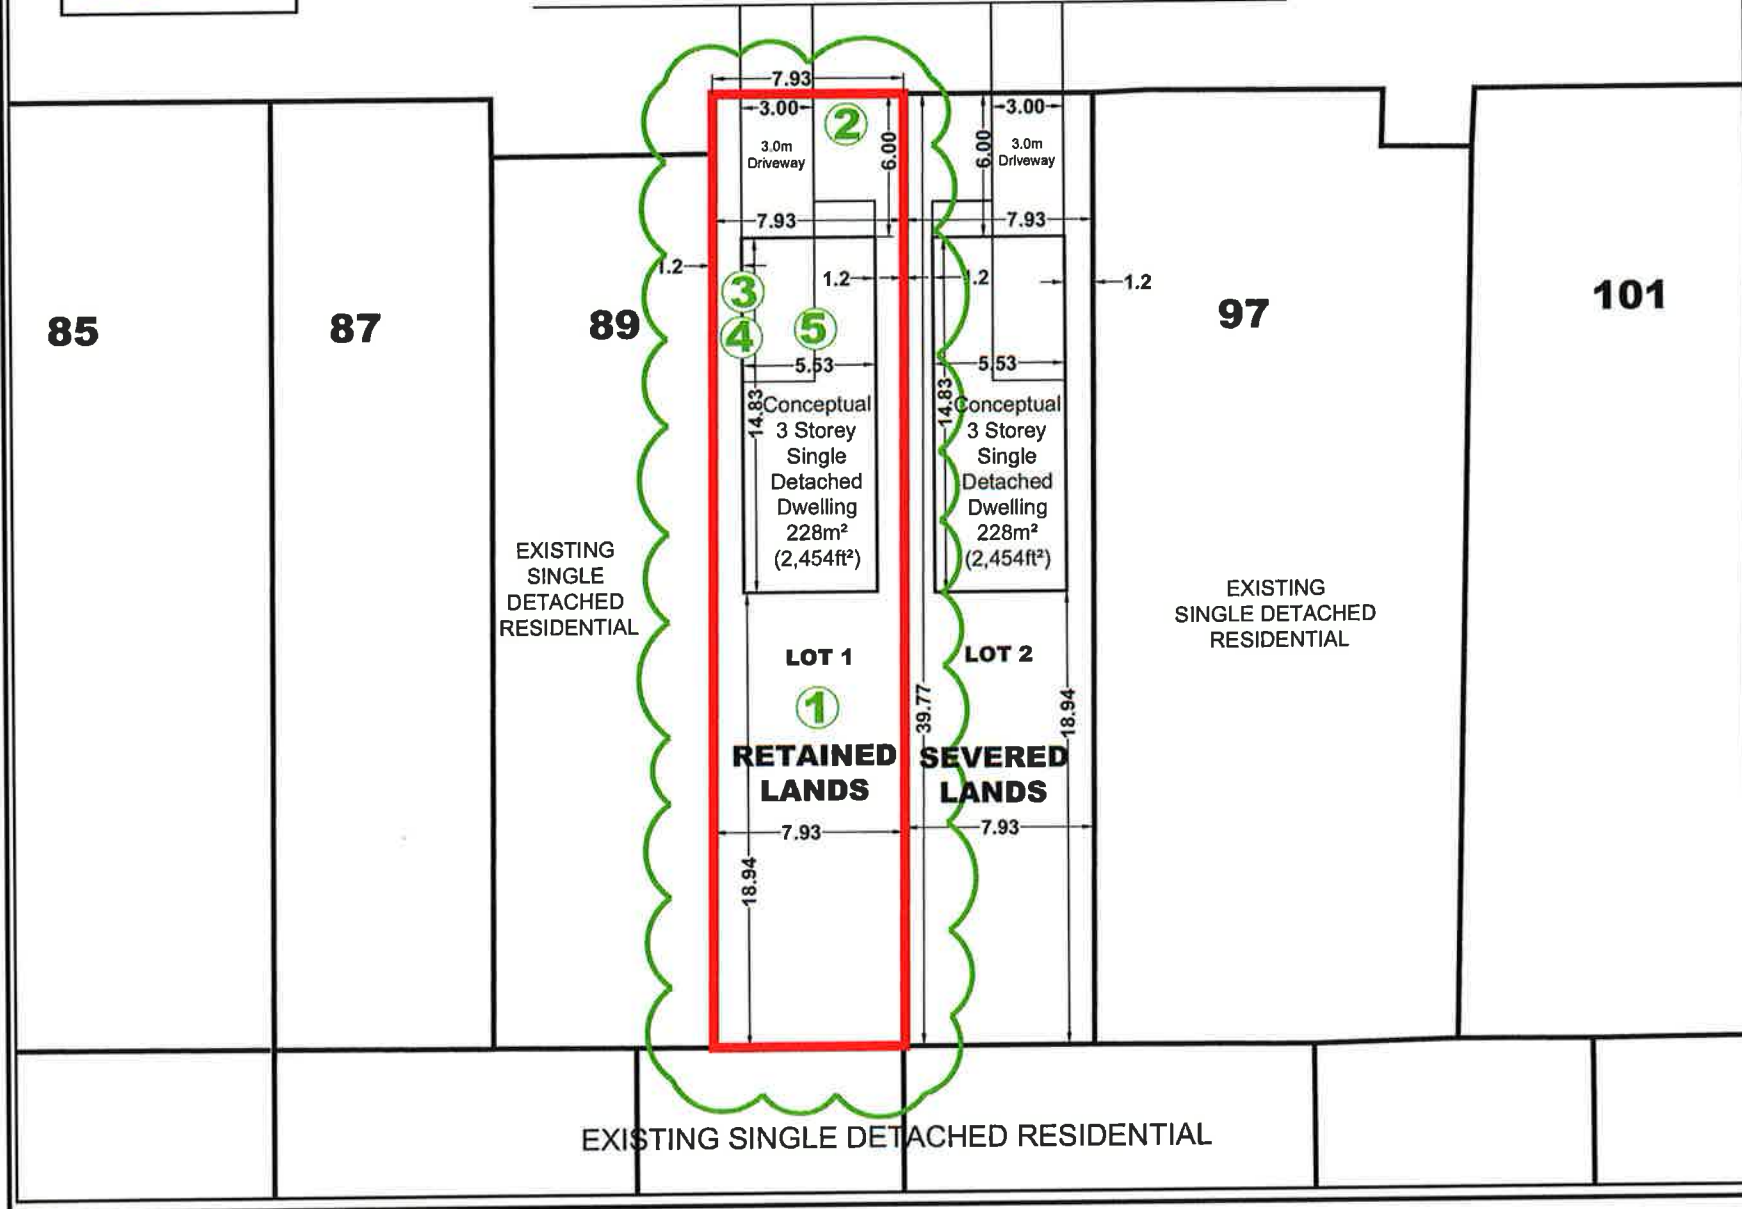 7.93
3.00
②
3.00
3.0m
Driveway
6.00
6.00
3.0m
Driveway
7.93
7.93
1.2
1.2
1.2
1.2
85
87
89
③
④
⑤
97
101
5.53
5.53
14.83
14.83
Conceptual
3 Storey
Single
Detached
Dwelling
228m²
(2,454ft²)
Conceptual
3 Storey
Single
Detached
Dwelling
228m²
(2,454ft²)
EXISTING
SINGLE
DETACHED
RESIDENTIAL
EXISTING
SINGLE DETACHED
RESIDENTIAL
LOT 1
LOT 2
①
39.77
18.94
RETAINED
LANDS
SEVERED
LANDS
7.93
7.93
18.94
EXISTING SINGLE DETACHED RESIDENTIAL